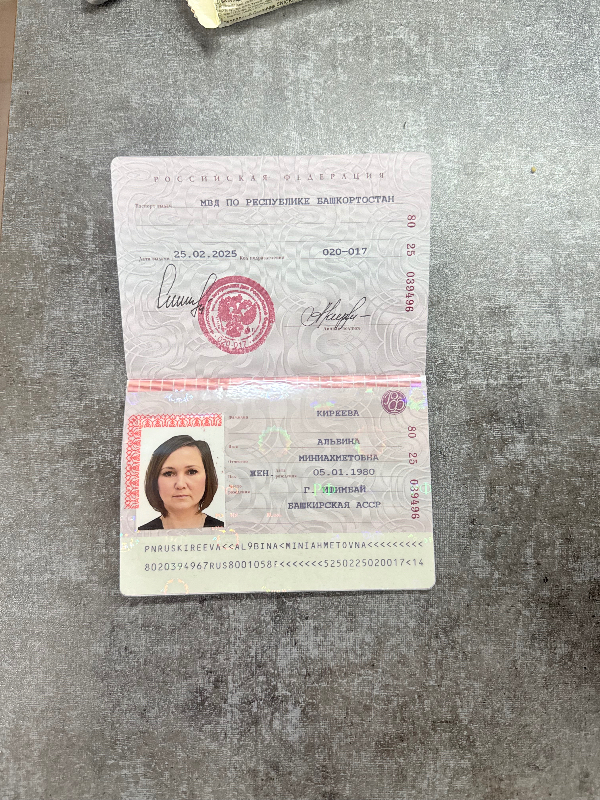 РОССИЙСКАЯ ФЕДЕРАЦИЯ
Паспорт выдан МВД ПО РЕСПУБЛИКЕ БАШКОРТОСТАН
Дата выдачи 25.02.2025 Код подразделения 020-017
80 25 039496
020-017
Фамилия КИРЕЕВА
Имя АЛЬБИНА
Отчество МИНИАХМЕТОВНА
Пол ЖЕН. Дата рождения 05.01.1980
Место рождения Г. ИШИМБАЙ
БАШКИРСКАЯ АССР
80 25 039496
PNRUSKIREEVA<<AL9BINA<MINIAHMETOVNA<<<<<<<<<
8020394967RUS8001058F<<<<<<<5250225020017<14